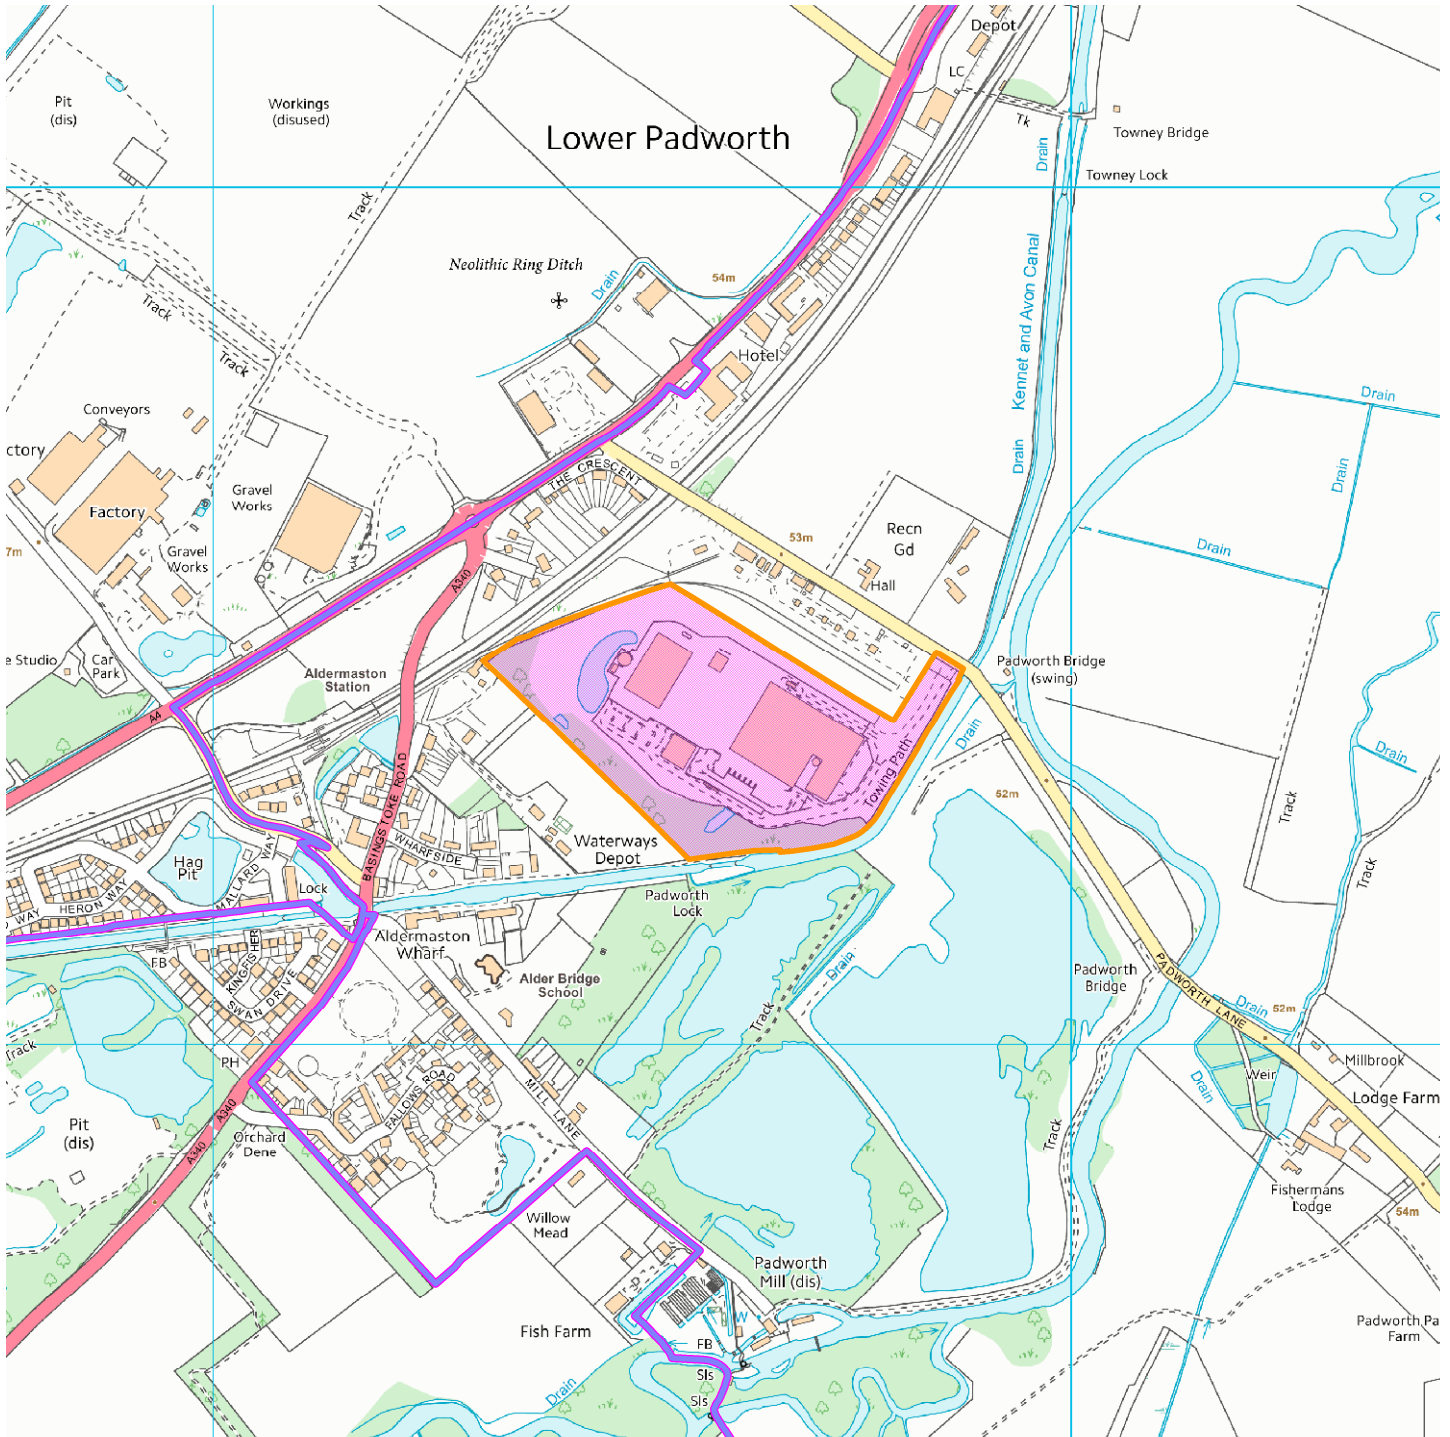 Depot
LC
Pit
(dis)
Workings
(disused)
Lower Padworth
Tk
Drain
Towney Bridge
Towney Lock
Track
Neolithic Ring Ditch
Drain
54m
Track
Kennet and Avon Canal
Track
Hotel
Drain
Conveyors
ctory
THE CRESCENT
Drain
Drain
Factory
Gravel
Works
Recn
Gd
53m
7m
Gravel
Works
Drain
A340
Hall
e Studio
Car
Park
Aldermaston
Station
Padworth Bridge
(swing)
A4
Drain
Drain
BASINGSTOKE ROAD
Towing Path
52m
Track
WHARFSIDE
Waterways
Depot
Hag
Pit
MALLARD WAY
Track
Lock
HERON WAY
WAY
Padworth
Lock
Aldermaston
Wharf
FB
KINGFISHER
SWAN DRIVE
Alder Bridge
School
Drain
Padworth
Bridge
PADWORTH LANE
Drain
52m
Track
Track
PH
Millbrook
Weir
Drain
FALLOWS ROAD
MILL LANE
Lodge Farm
A340
Pit
(dis)
A340
Orchard
Dene
Track
Fishermans
Lodge
54m
Willow
Mead
Padworth
Mill (dis)
W
Fish Farm
FB
Padworth Pa
Farm
Sls
Drain
Sls